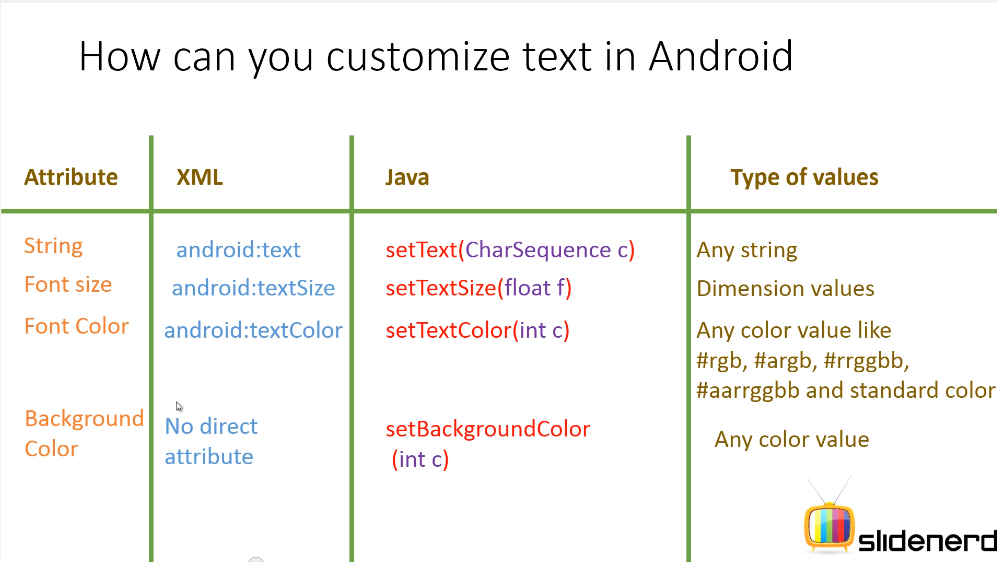 How can you customize text in Android
Attribute XML Java Type of values
String android:text setText(CharSequence c) Any string
Font size android:textSize setTextSize(float f) Dimension values
Font Color android:textColor setTextColor(int c) Any color value like
#rgb, #argb, #rrggbb,
#aarrggbb and standard color
Background No direct setBackgroundColor Any color value
Color attribute (int c)
slidenerd